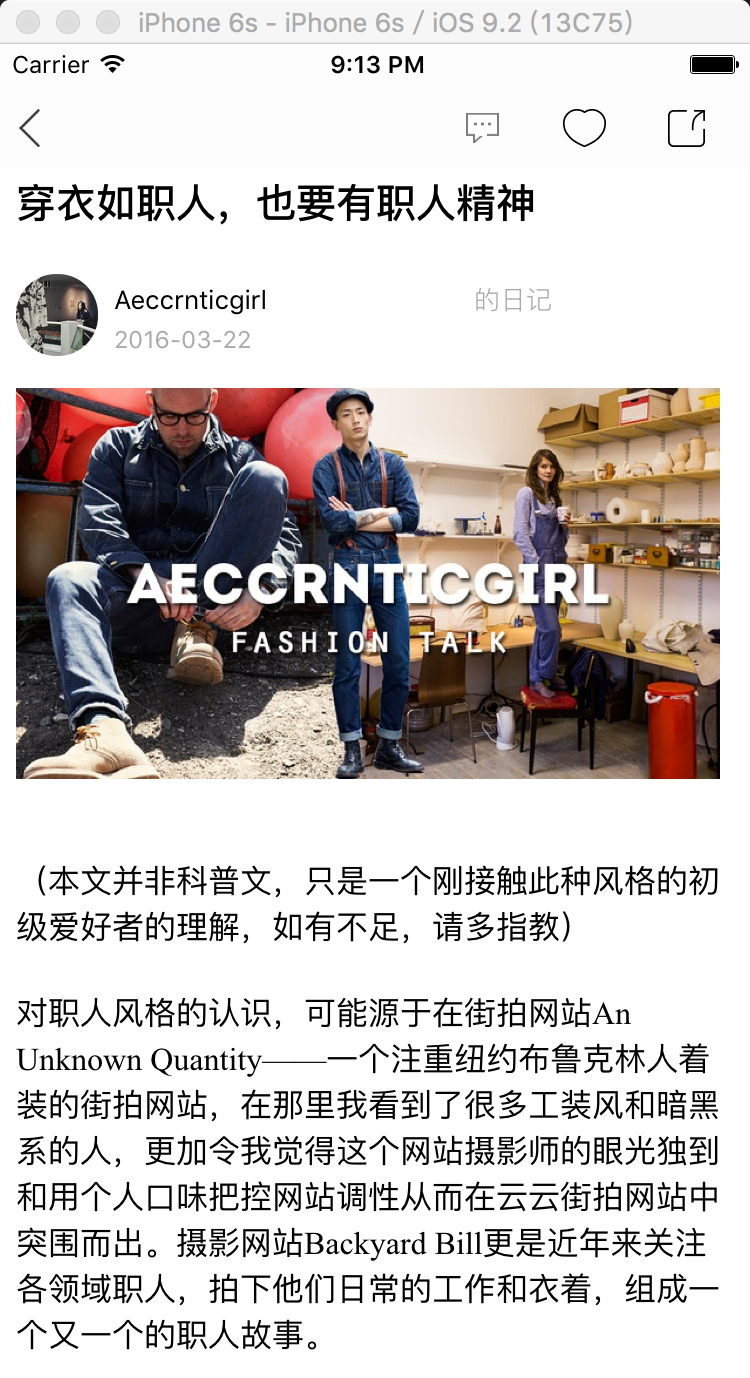 iPhone 6s - iPhone 6s / iOS 9.2 (13C75)
Carrier 9:13 PM
穿衣如职人，也要有职人精神
Aeccrnticgirl 的日记
2016-03-22
AECCRNTICGIRL
FASHION TALK
（本文并非科普文，只是一个刚接触此种风格的初
级爱好者的理解，如有不足，请多指教）
对职人风格的认识，可能源于在街拍网站An
Unknown Quantity——一个注重纽约布鲁克林人着
装的街拍网站，在那里我看到了很多工装风和暗黑
系的人，更加令我觉得这个网站摄影师的眼光独到
和用个人口味把控网站调性从而在云云街拍网站中
突围而出。摄影网站Backyard Bill更是近年来关注
各领域职人，拍下他们日常的工作和衣着，组成一
个又一个的职人故事。